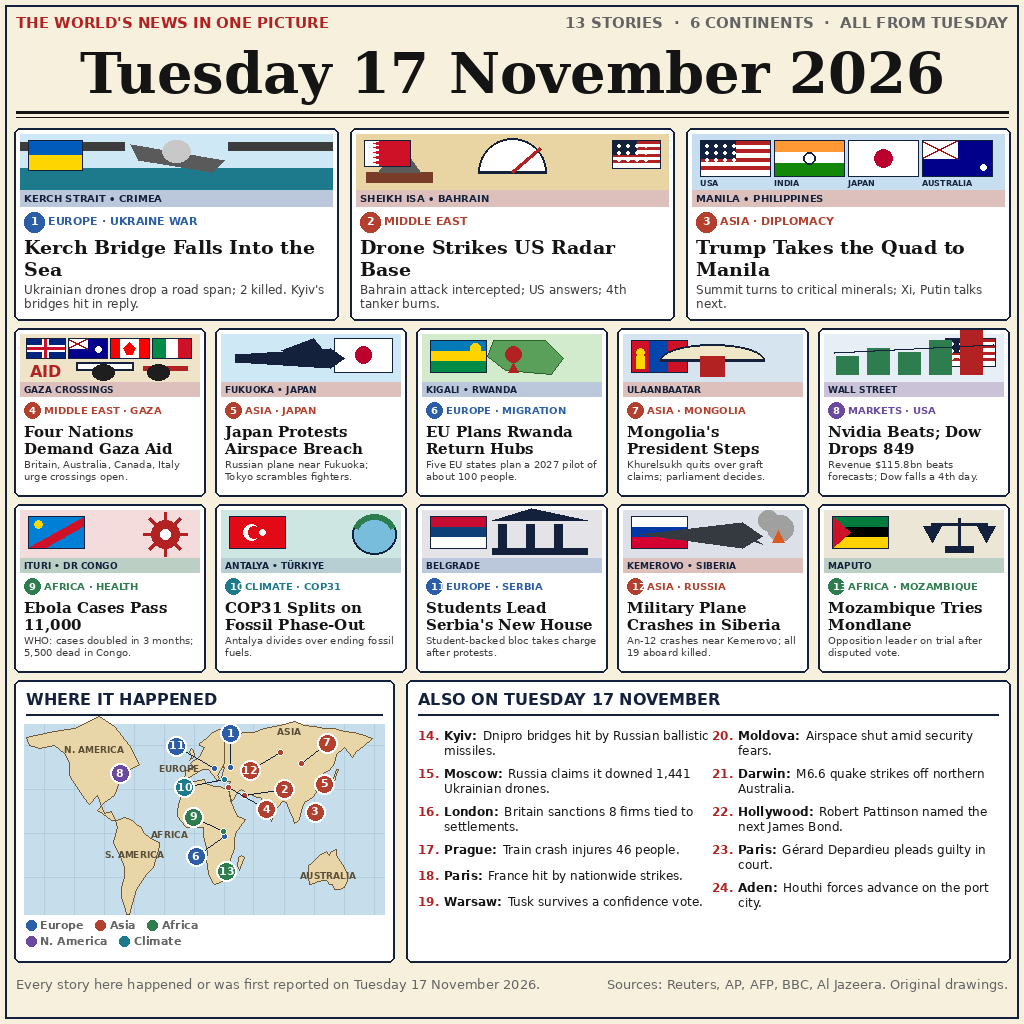 THE WORLD'S NEWS IN ONE PICTURE
13 STORIES · 6 CONTINENTS · ALL FROM TUESDAY
Tuesday 17 November 2026
KERCH STRAIT • CRIMEA
1 EUROPE · UKRAINE WAR
Kerch Bridge Falls Into the
Sea
Ukrainian drones drop a road span; 2 killed. Kyiv's
bridges hit in reply.
SHEIKH ISA • BAHRAIN
2 MIDDLE EAST
Drone Strikes US Radar
Base
Bahrain attack intercepted; US answers; 4th
tanker burns.
USA
INDIA
JAPAN
AUSTRALIA
MANILA • PHILIPPINES
3 ASIA · DIPLOMACY
Trump Takes the Quad to
Manila
Summit turns to critical minerals; Xi, Putin talks
next.
AID
GAZA CROSSINGS
4 MIDDLE EAST · GAZA
Four Nations
Demand Gaza Aid
Britain, Australia, Canada, Italy
urge crossings open.
FUKUOKA • JAPAN
5 ASIA · JAPAN
Japan Protests
Airspace Breach
Russian plane near Fukuoka;
Tokyo scrambles fighters.
KIGALI • RWANDA
6 EUROPE · MIGRATION
EU Plans Rwanda
Return Hubs
Five EU states plan a 2027 pilot of
about 100 people.
ULAANBAATAR
7 ASIA · MONGOLIA
Mongolia's
President Steps
Khurelsukh quits over graft
claims; parliament decides.
WALL STREET
8 MARKETS · USA
Nvidia Beats; Dow
Drops 849
Revenue $115.8bn beats
forecasts; Dow falls a 4th day.
ITURI • DR CONGO
9 AFRICA · HEALTH
Ebola Cases Pass
11,000
WHO: cases doubled in 3 months;
5,500 dead in Congo.
ANTALYA • TÜRKIYE
10 CLIMATE · COP31
COP31 Splits on
Fossil Phase-Out
Antalya divides over ending fossil
fuels.
BELGRADE
11 EUROPE · SERBIA
Students Lead
Serbia's New House
Student-backed bloc takes charge
after protests.
KEMEROVO • SIBERIA
12 ASIA · RUSSIA
Military Plane
Crashes in Siberia
An-12 crashes near Kemerovo; all
19 aboard killed.
MAPUTO
13 AFRICA · MOZAMBIQUE
Mozambique Tries
Mondlane
Opposition leader on trial after
disputed vote.
WHERE IT HAPPENED
N. AMERICA
S. AMERICA
EUROPE
AFRICA
ASIA
AUSTRALIA
1
2
3
4
5
6
7
8
9
10
11
12
13
Europe
Asia
Africa
N. America
Climate
ALSO ON TUESDAY 17 NOVEMBER
14. Kyiv: Dnipro bridges hit by Russian ballistic
missiles.
15. Moscow: Russia claims it downed 1,441
Ukrainian drones.
16. London: Britain sanctions 8 firms tied to
settlements.
17. Prague: Train crash injures 46 people.
18. Paris: France hit by nationwide strikes.
19. Warsaw: Tusk survives a confidence vote.
20. Moldova: Airspace shut amid security
fears.
21. Darwin: M6.6 quake strikes off northern
Australia.
22. Hollywood: Robert Pattinson named the
next James Bond.
23. Paris: Gérard Depardieu pleads guilty in
court.
24. Aden: Houthi forces advance on the port
city.
Every story here happened or was first reported on Tuesday 17 November 2026.
Sources: Reuters, AP, AFP, BBC, Al Jazeera. Original drawings.